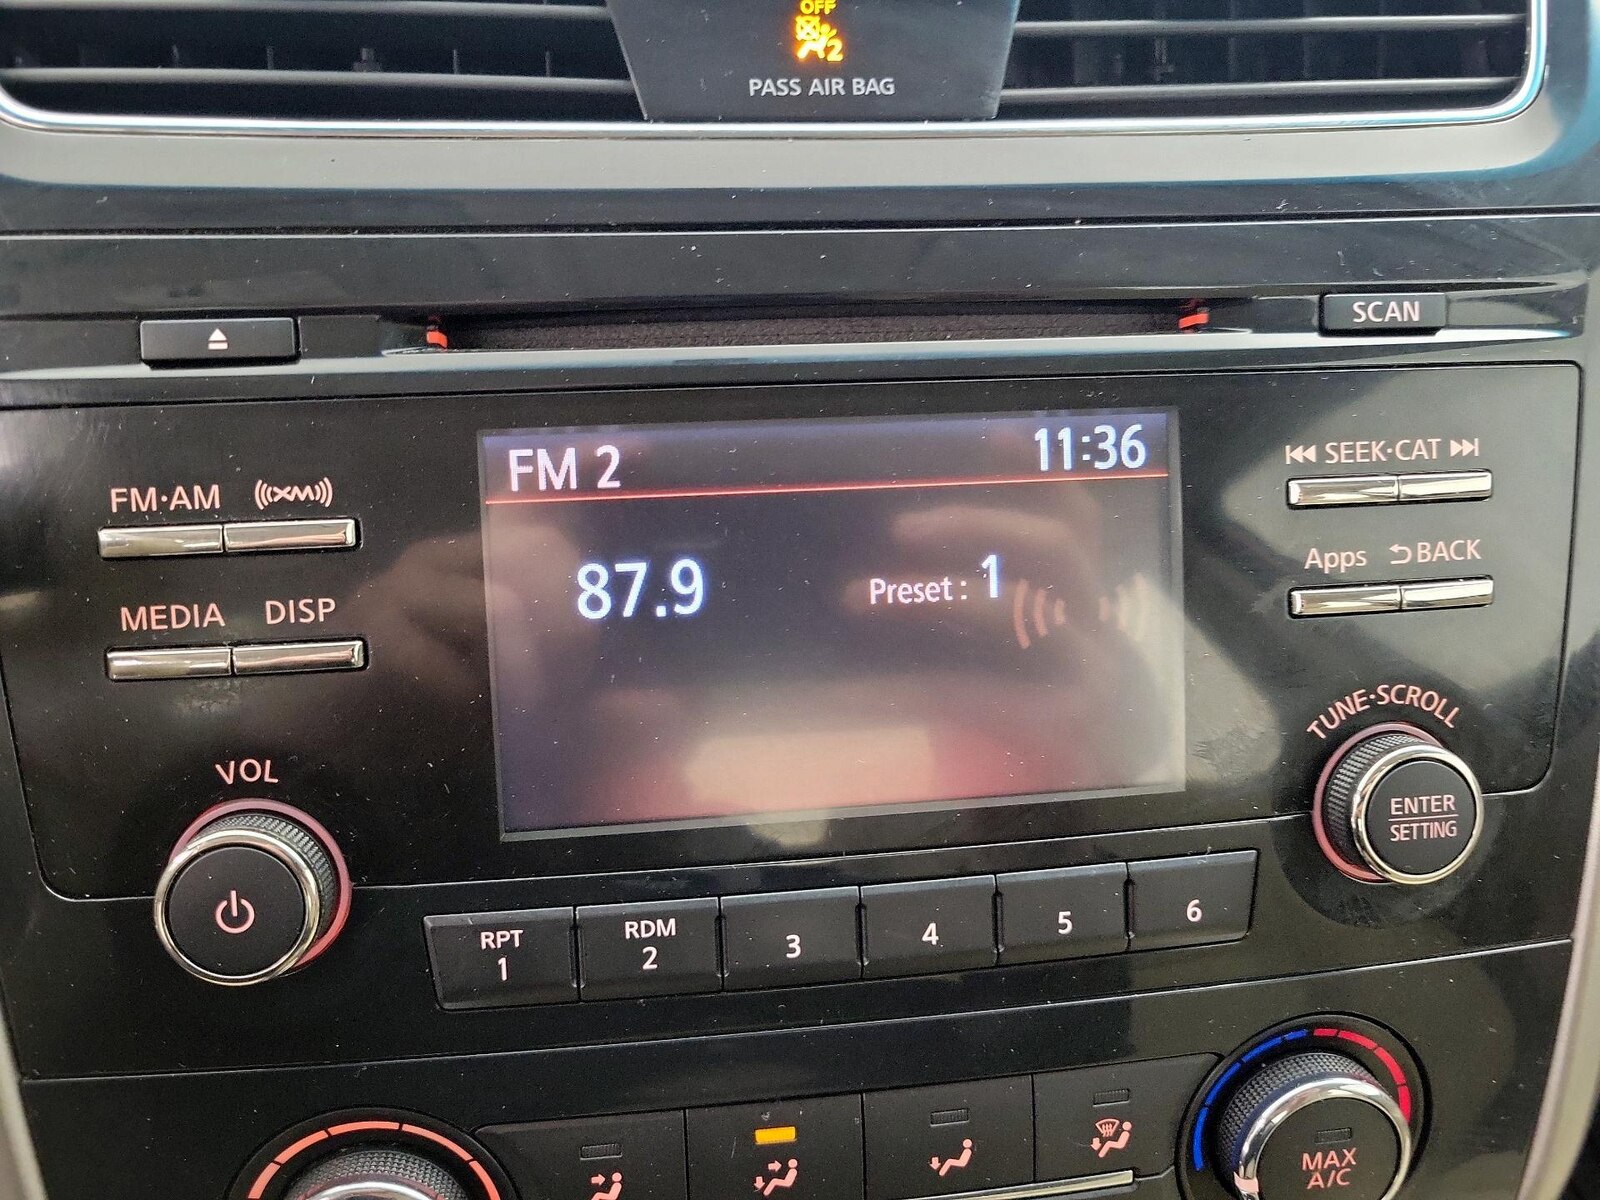 OFF
2
PASS AIR BAG
SCAN
FM 2 11:36
FM·AM XM
SEEK·CAT
87.9 Preset: 1
Apps BACK
MEDIA DISP
TUNE·SCROLL
VOL
ENTER
SETTING
RPT
1
RDM
2
3
4
5
6
MAX
A/C